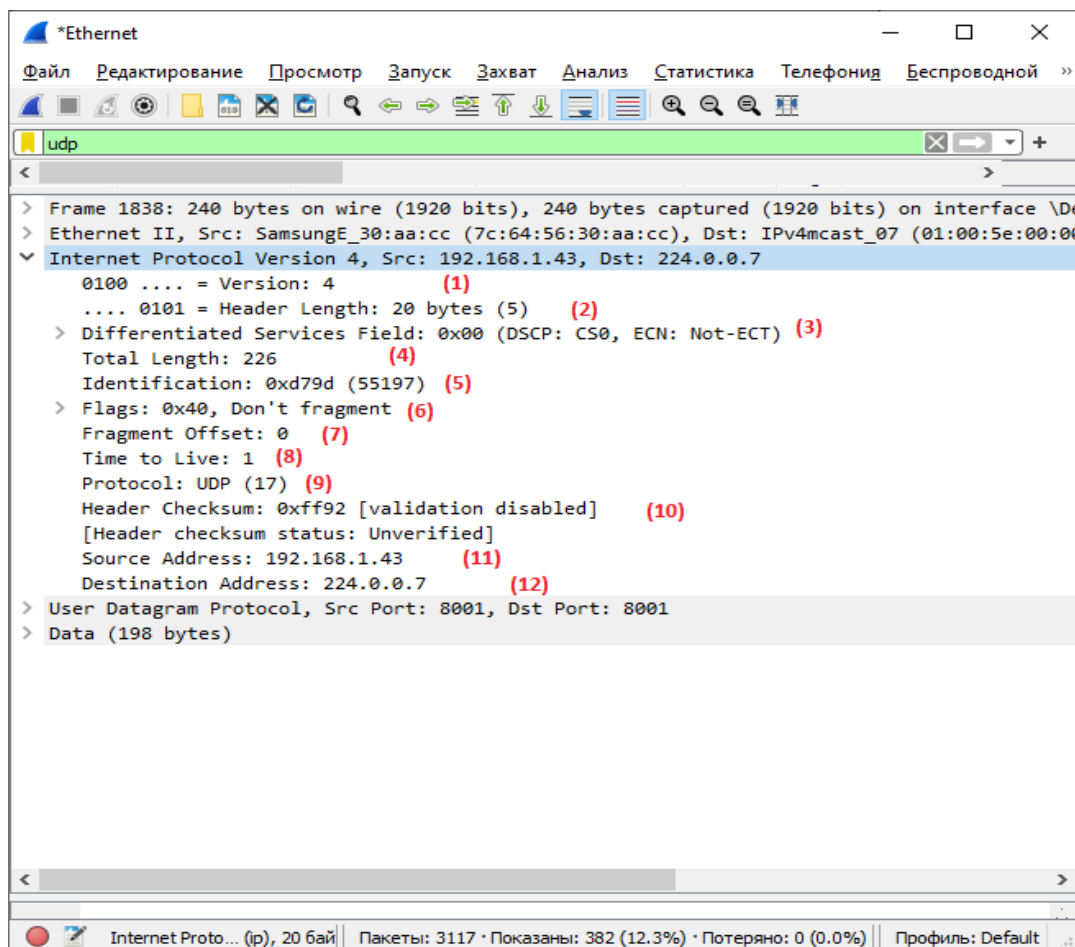 *Ethernet
Файл Редактирование Просмотр Запуск Захват Анализ Статистика Телефония Беспроводной »
udp
> Frame 1838: 240 bytes on wire (1920 bits), 240 bytes captured (1920 bits) on interface \De
> Ethernet II, Src: SamsungE_30:aa:cc (7c:64:56:30:aa:cc), Dst: IPv4mcast_07 (01:00:5e:00:00
Internet Protocol Version 4, Src: 192.168.1.43, Dst: 224.0.0.7
0100 .... = Version: 4 (1)
.... 0101 = Header Length: 20 bytes (5) (2)
> Differentiated Services Field: 0x00 (DSCP: CS0, ECN: Not-ECT) (3)
Total Length: 226 (4)
Identification: 0xd79d (55197) (5)
> Flags: 0x40, Don't fragment (6)
Fragment Offset: 0 (7)
Time to Live: 1 (8)
Protocol: UDP (17) (9)
Header Checksum: 0xff92 [validation disabled] (10)
[Header checksum status: Unverified]
Source Address: 192.168.1.43 (11)
Destination Address: 224.0.0.7 (12)
> User Datagram Protocol, Src Port: 8001, Dst Port: 8001
> Data (198 bytes)
Internet Proto... (ip), 20 бай Пакеты: 3117 · Показаны: 382 (12.3%) · Потеряно: 0 (0.0%) Профиль: Default